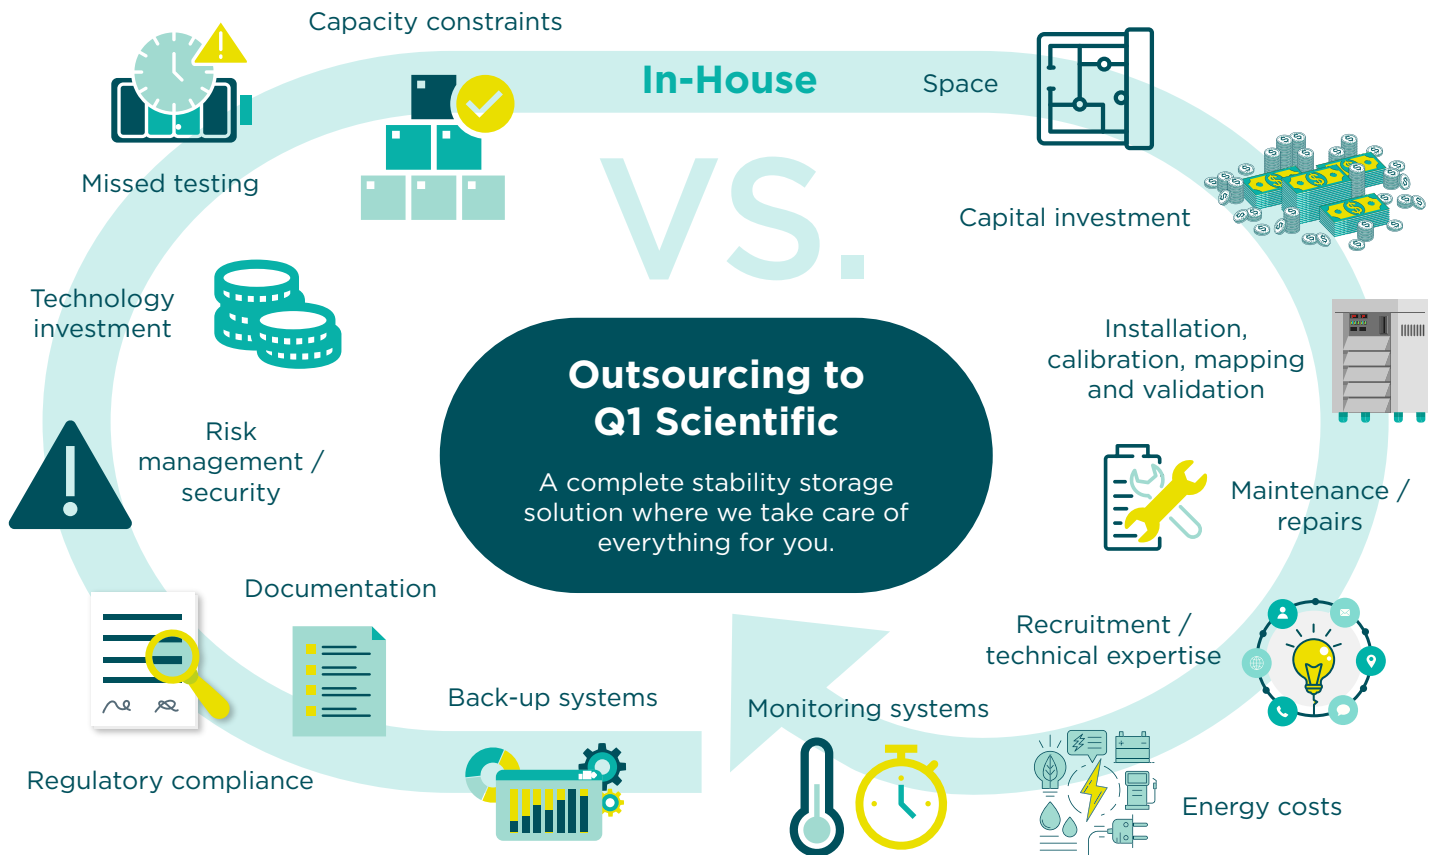 Capacity constraints
In-House
Space
Missed testing
VS.
Capital investment
Technology
investment
Installation,
calibration, mapping
and validation
Outsourcing to
Q1 Scientific
A complete stability storage
solution where we take care of
everything for you.
Risk
management /
security
Maintenance /
repairs
Documentation
Recruitment /
technical expertise
Back-up systems
Monitoring systems
Regulatory compliance
Energy costs